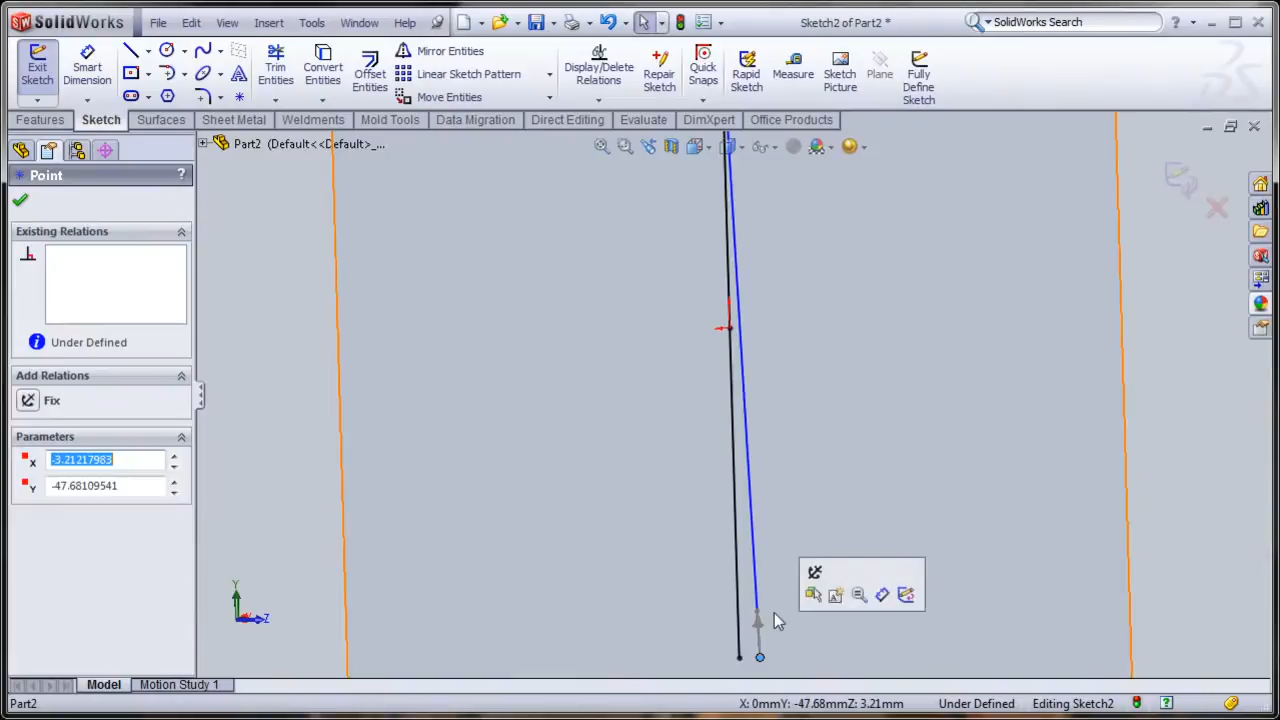 SolidWorks File Edit View Insert Tools Window Help Sketch2 of Part2 * SolidWorks Search
Exit Sketch Smart Dimension Trim Entities Convert Entities Offset Entities Mirror Entities Linear Sketch Pattern Move Entities Display/Delete Relations Repair Sketch Quick Snaps Rapid Sketch Measure Sketch Picture Plane Fully Define Sketch
Features Sketch Surfaces Sheet Metal Weldments Mold Tools Data Migration Direct Editing Evaluate DimXpert Office Products
Part2 (Default<<Default>_...
Point ?
Existing Relations
Under Defined
Add Relations
Fix
Parameters
X -3.21217983
Y -47.68109541
Y
Z
Model Motion Study 1
Part2 X: 0mmY: -47.68mmZ: 3.21mm Under Defined Editing Sketch2